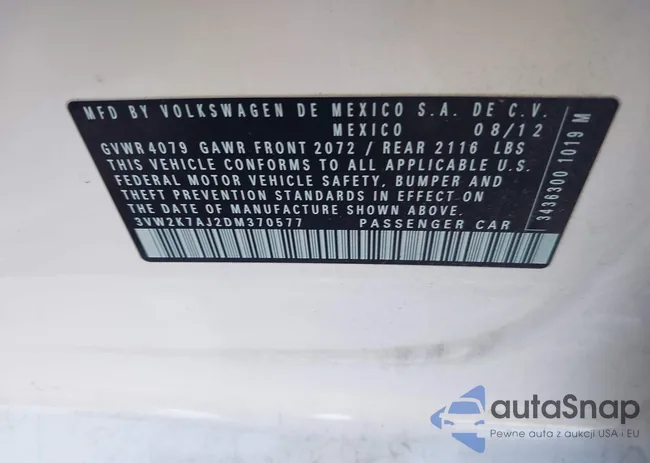 MFD BY VOLKSWAGEN DE MEXICO S.A. DE C.V.
MEXICO 08/12
GVWR 4079 GAWR FRONT 2072 / REAR 2116 LBS
THIS VEHICLE CONFORMS TO ALL APPLICABLE U.S.
FEDERAL MOTOR VEHICLE SAFETY, BUMPER AND
THEFT PREVENTION STANDARDS IN EFFECT ON
THE DATE OF MANUFACTURE SHOWN ABOVE.
3VW2K7AJ2DM370577 PASSENGER CAR
3436300 1019 M
autaSnap
Pewne auta z aukcji USA i EU